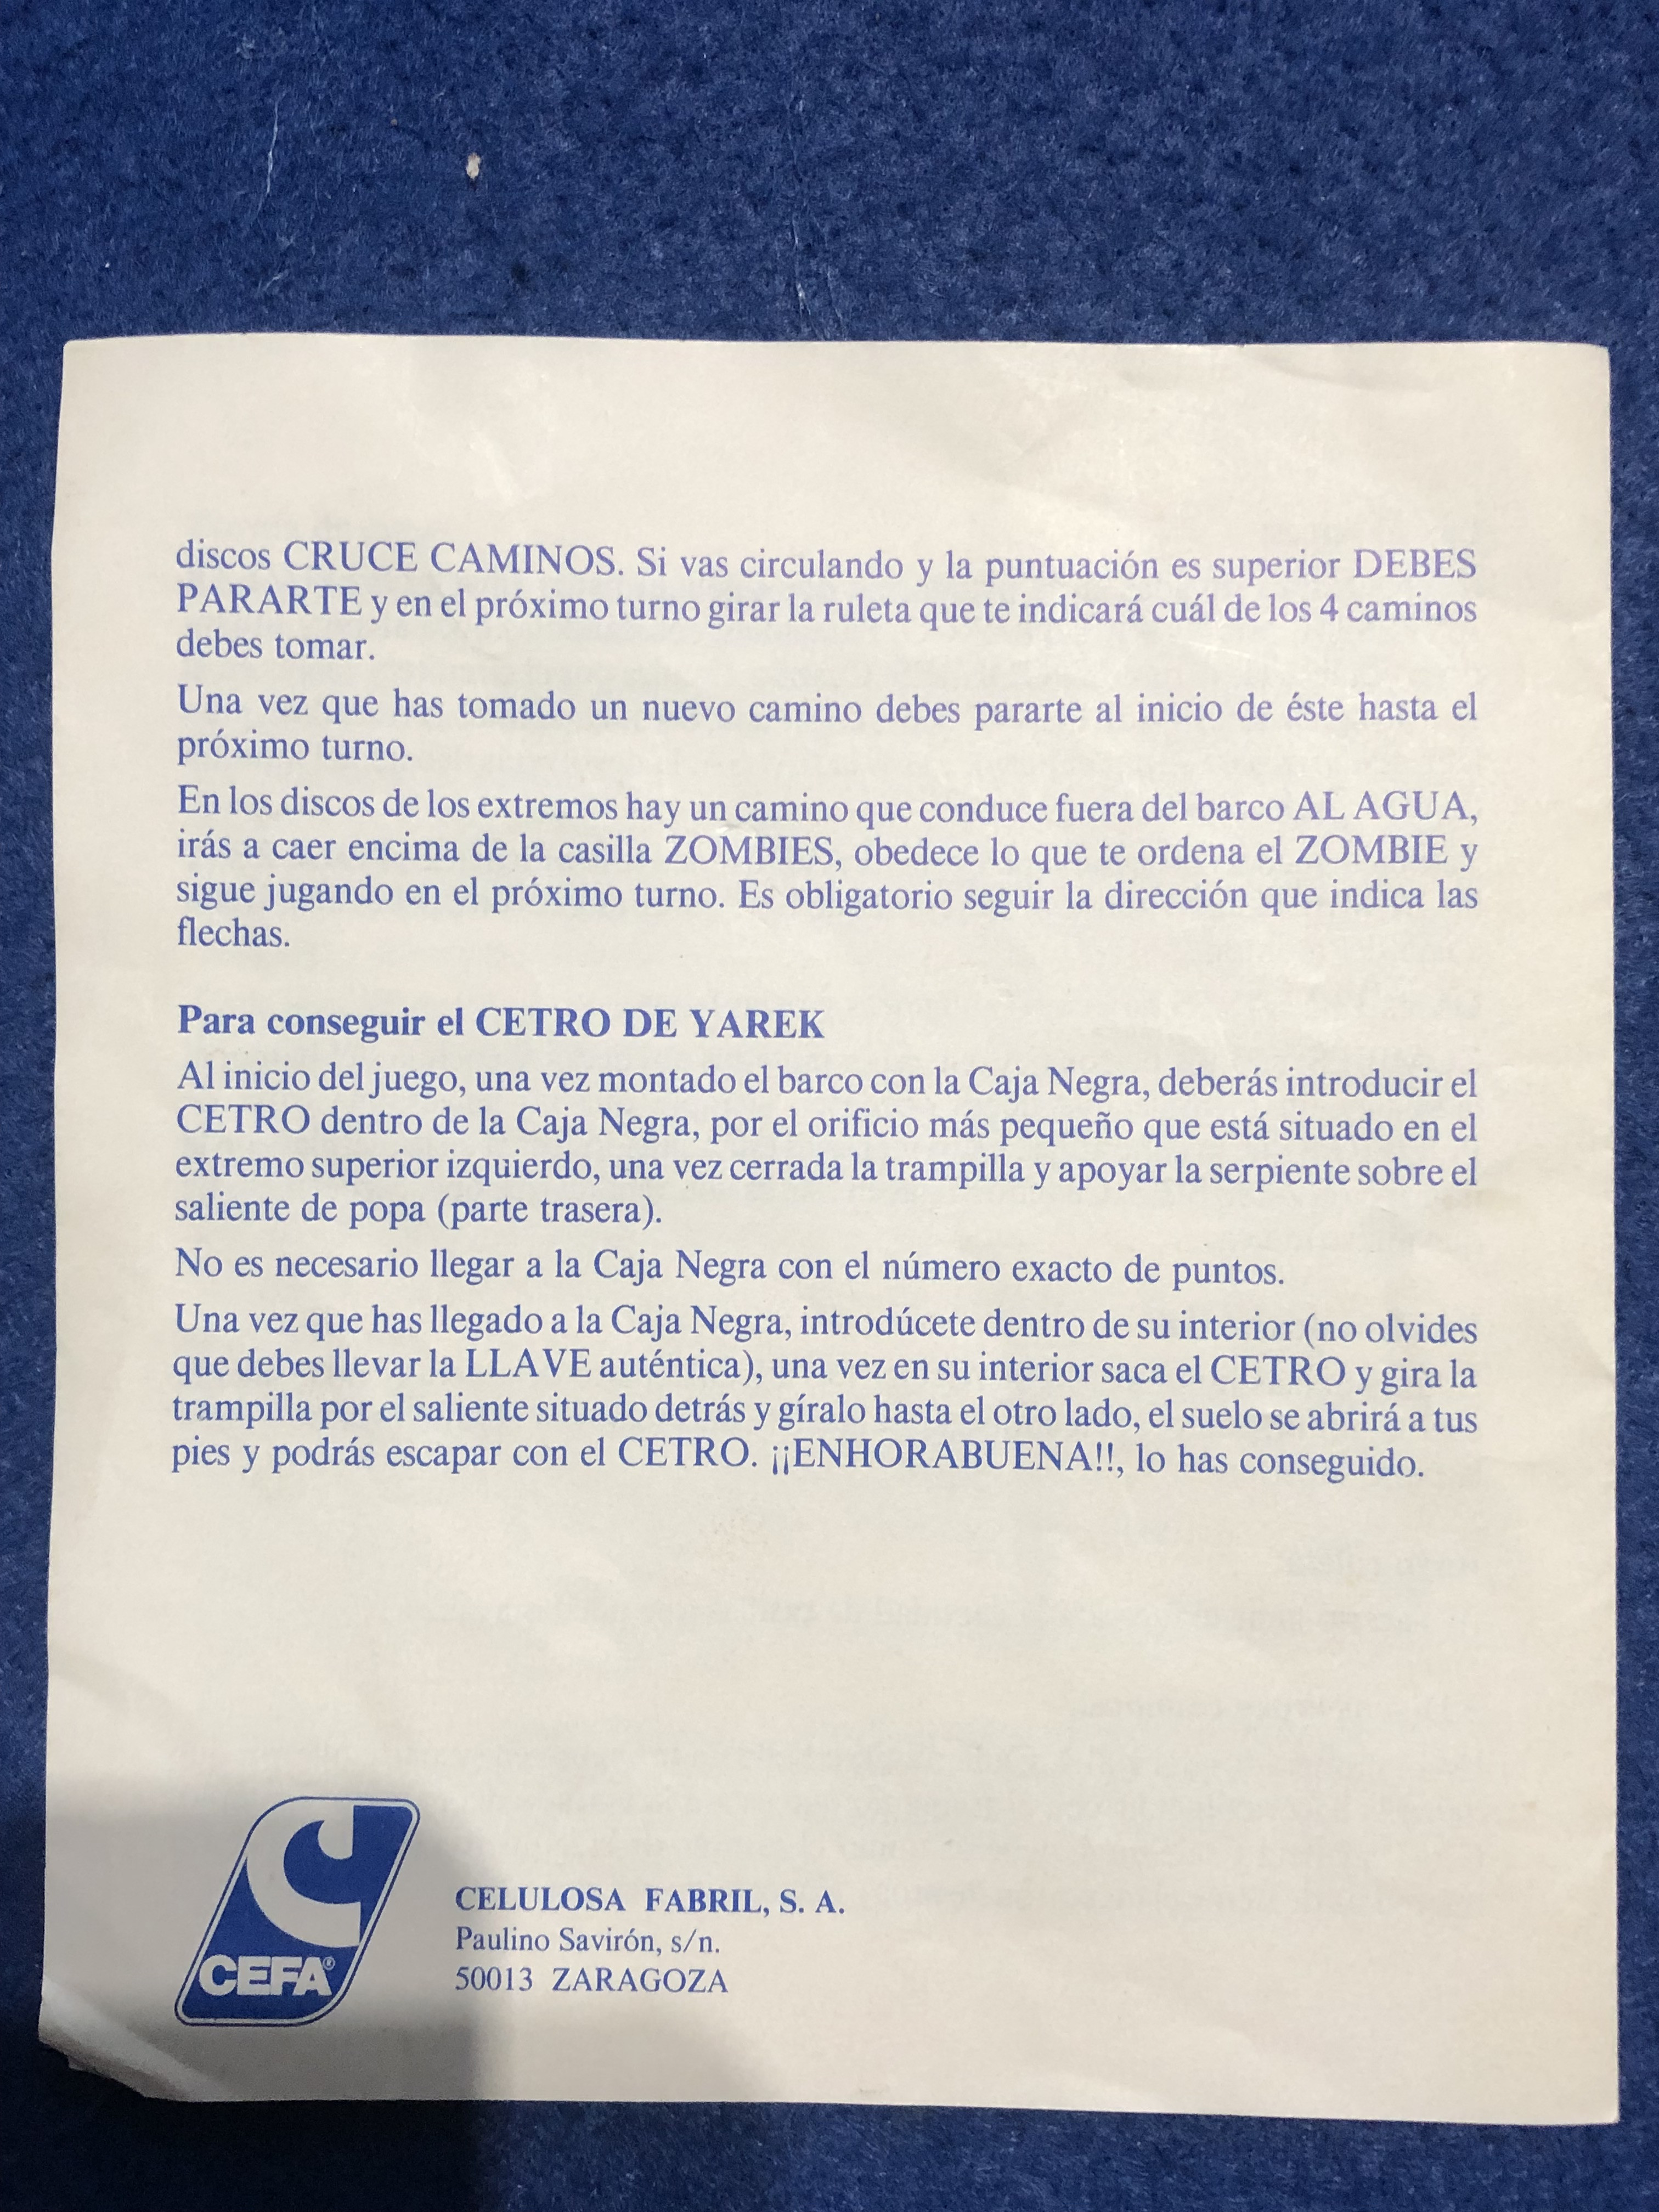 discos CRUCE CAMINOS. Si vas circulando y la puntuación es superior DEBES
PARARTE y en el próximo turno girar la ruleta que te indicará cuál de los 4 caminos
debes tomar.
Una vez que has tomado un nuevo camino debes pararte al inicio de éste hasta el
próximo turno.
En los discos de los extremos hay un camino que conduce fuera del barco AL AGUA,
irás a caer encima de la casilla ZOMBIES, obedece lo que te ordena el ZOMBIE y
sigue jugando en el próximo turno. Es obligatorio seguir la dirección que indica las
flechas.
Para conseguir el CETRO DE YAREK
Al inicio del juego, una vez montado el barco con la Caja Negra, deberás introducir el
CETRO dentro de la Caja Negra, por el orificio más pequeño que está situado en el
extremo superior izquierdo, una vez cerrada la trampilla y apoyar la serpiente sobre el
saliente de popa (parte trasera).
No es necesario llegar a la Caja Negra con el número exacto de puntos.
Una vez que has llegado a la Caja Negra, introdúcete dentro de su interior (no olvides
que debes llevar la LLAVE auténtica), una vez en su interior saca el CETRO y gira la
trampilla por el saliente situado detrás y gíralo hasta el otro lado, el suelo se abrirá a tus
pies y podrás escapar con el CETRO. ¡¡ENHORABUENA!!, lo has conseguido.
CEFA®
CELULOSA FABRIL, S. A.
Paulino Savirón, s/n.
50013 ZARAGOZA